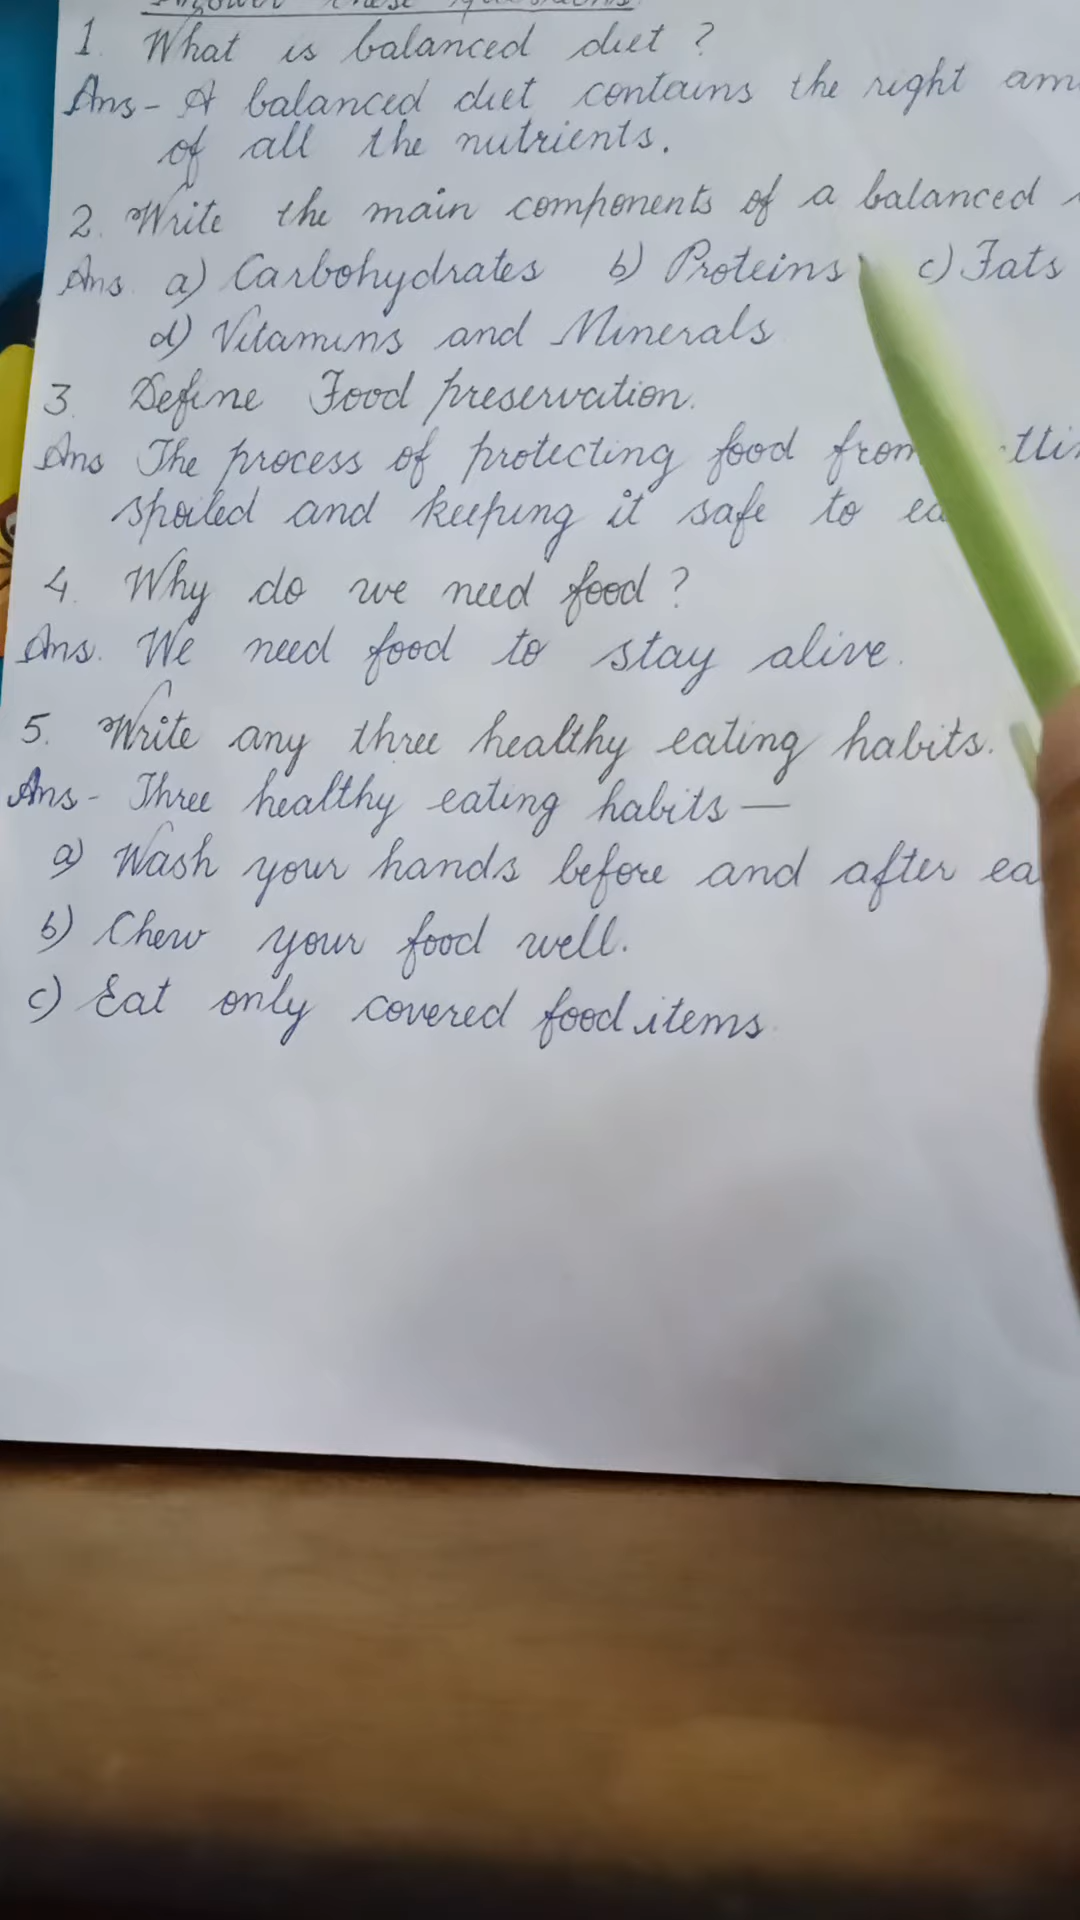 Answer these questions.
1. What is balanced diet ?
Ans - A balanced diet contains the right
of all the nutrients.
2. Write the main components of a balanced
Ans. a) Carbohydrates b) Proteins c) Fats
d) Vitamins and Minerals
3. Define Food preservation.
Ans The process of protecting food from
spoiled and keeping it safe to
4. Why do we need food ?
Ans. We need food to stay alive.
5. Write any three healthy eating habits.
Ans - Three healthy eating habits —
a) Wash your hands before and after
b) Chew your food well.
c) Eat only covered food items.